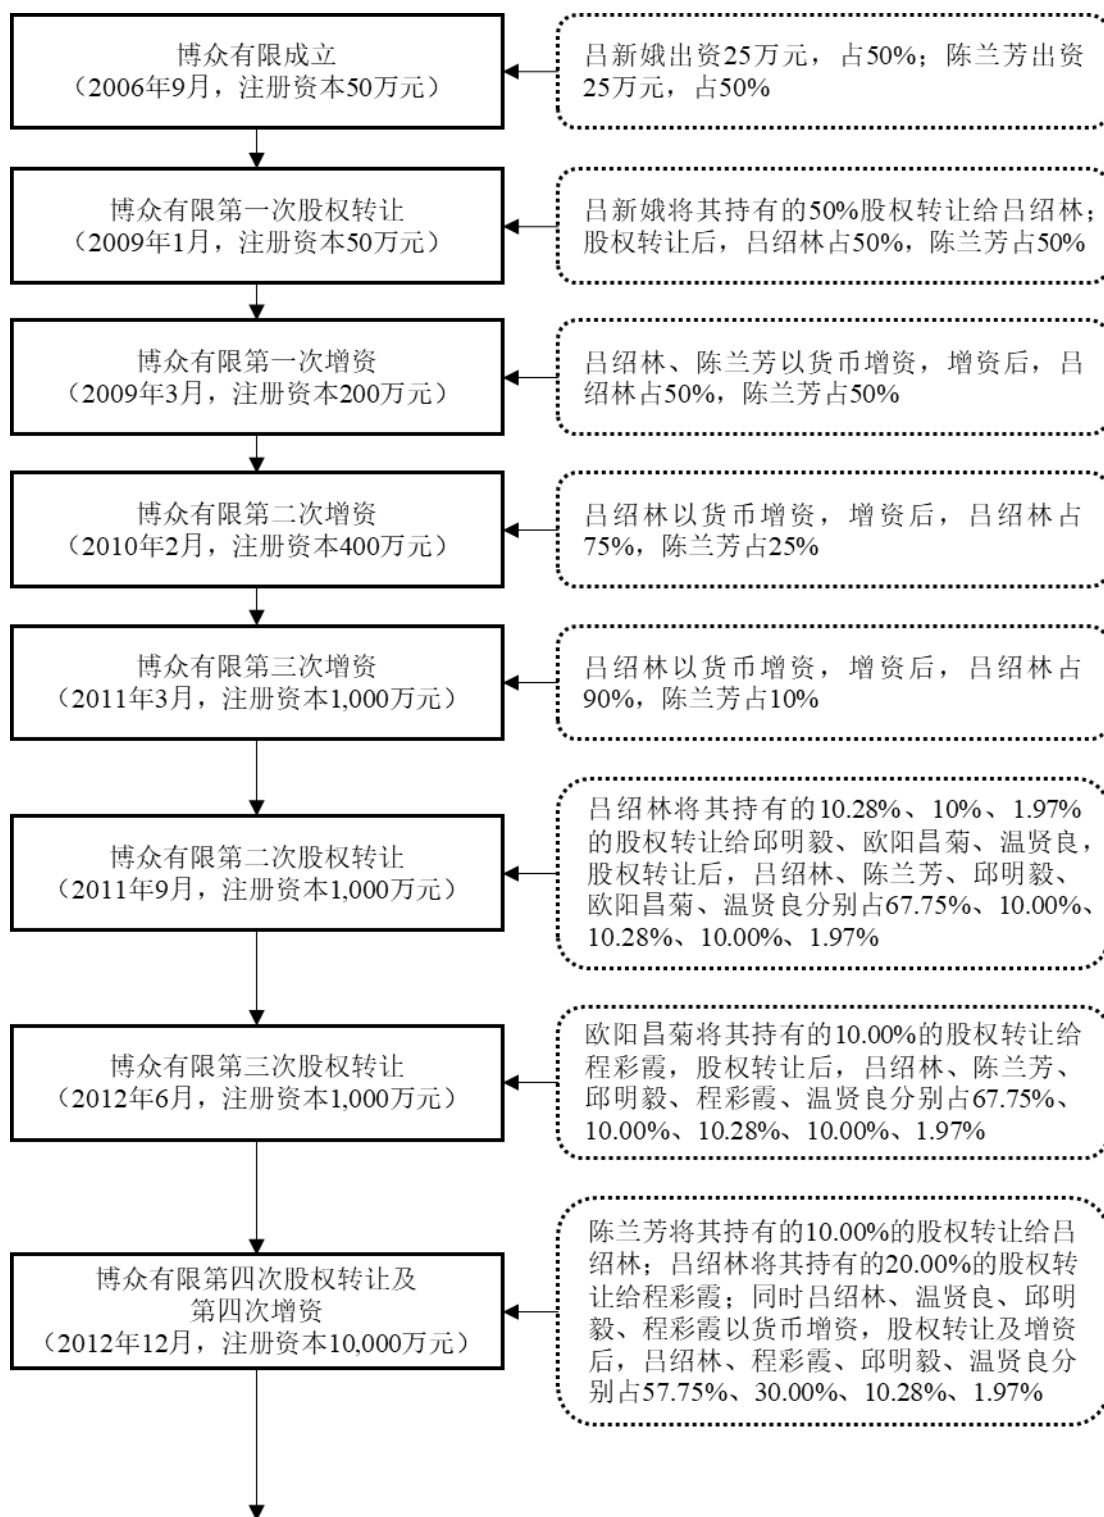 博众有限成立
（2006年9月，注册资本50万元）
吕新娥出资25万元，占50%；陈兰芳出资
25万元，占50%
博众有限第一次股权转让
（2009年1月，注册资本50万元）
吕新娥将其持有的50%股权转让给吕绍林；
股权转让后，吕绍林占50%，陈兰芳占50%
博众有限第一次增资
（2009年3月，注册资本200万元）
吕绍林、陈兰芳以货币增资，增资后，吕
绍林占50%，陈兰芳占50%
博众有限第二次增资
（2010年2月，注册资本400万元）
吕绍林以货币增资，增资后，吕绍林占
75%，陈兰芳占25%
博众有限第三次增资
（2011年3月，注册资本1,000万元）
吕绍林以货币增资，增资后，吕绍林占
90%，陈兰芳占10%
博众有限第二次股权转让
（2011年9月，注册资本1,000万元）
吕绍林将其持有的10.28%、10%、1.97%
的股权转让给邱明毅、欧阳昌菊、温贤良，
股权转让后，吕绍林、陈兰芳、邱明毅、
欧阳昌菊、温贤良分别占67.75%、10.00%、
10.28%、10.00%、1.97%
博众有限第三次股权转让
（2012年6月，注册资本1,000万元）
欧阳昌菊将其持有的10.00%的股权转让给
程彩霞，股权转让后，吕绍林、陈兰芳、
邱明毅、程彩霞、温贤良分别占67.75%、
10.00%、10.28%、10.00%、1.97%
博众有限第四次股权转让及
第四次增资
（2012年12月，注册资本10,000万元）
陈兰芳将其持有的10.00%的股权转让给吕
绍林；吕绍林将其持有的20.00%的股权转
让给程彩霞；同时吕绍林、温贤良、邱明
毅、程彩霞以货币增资，股权转让及增资
后，吕绍林、程彩霞、邱明毅、温贤良分
别占57.75%、30.00%、10.28%、1.97%